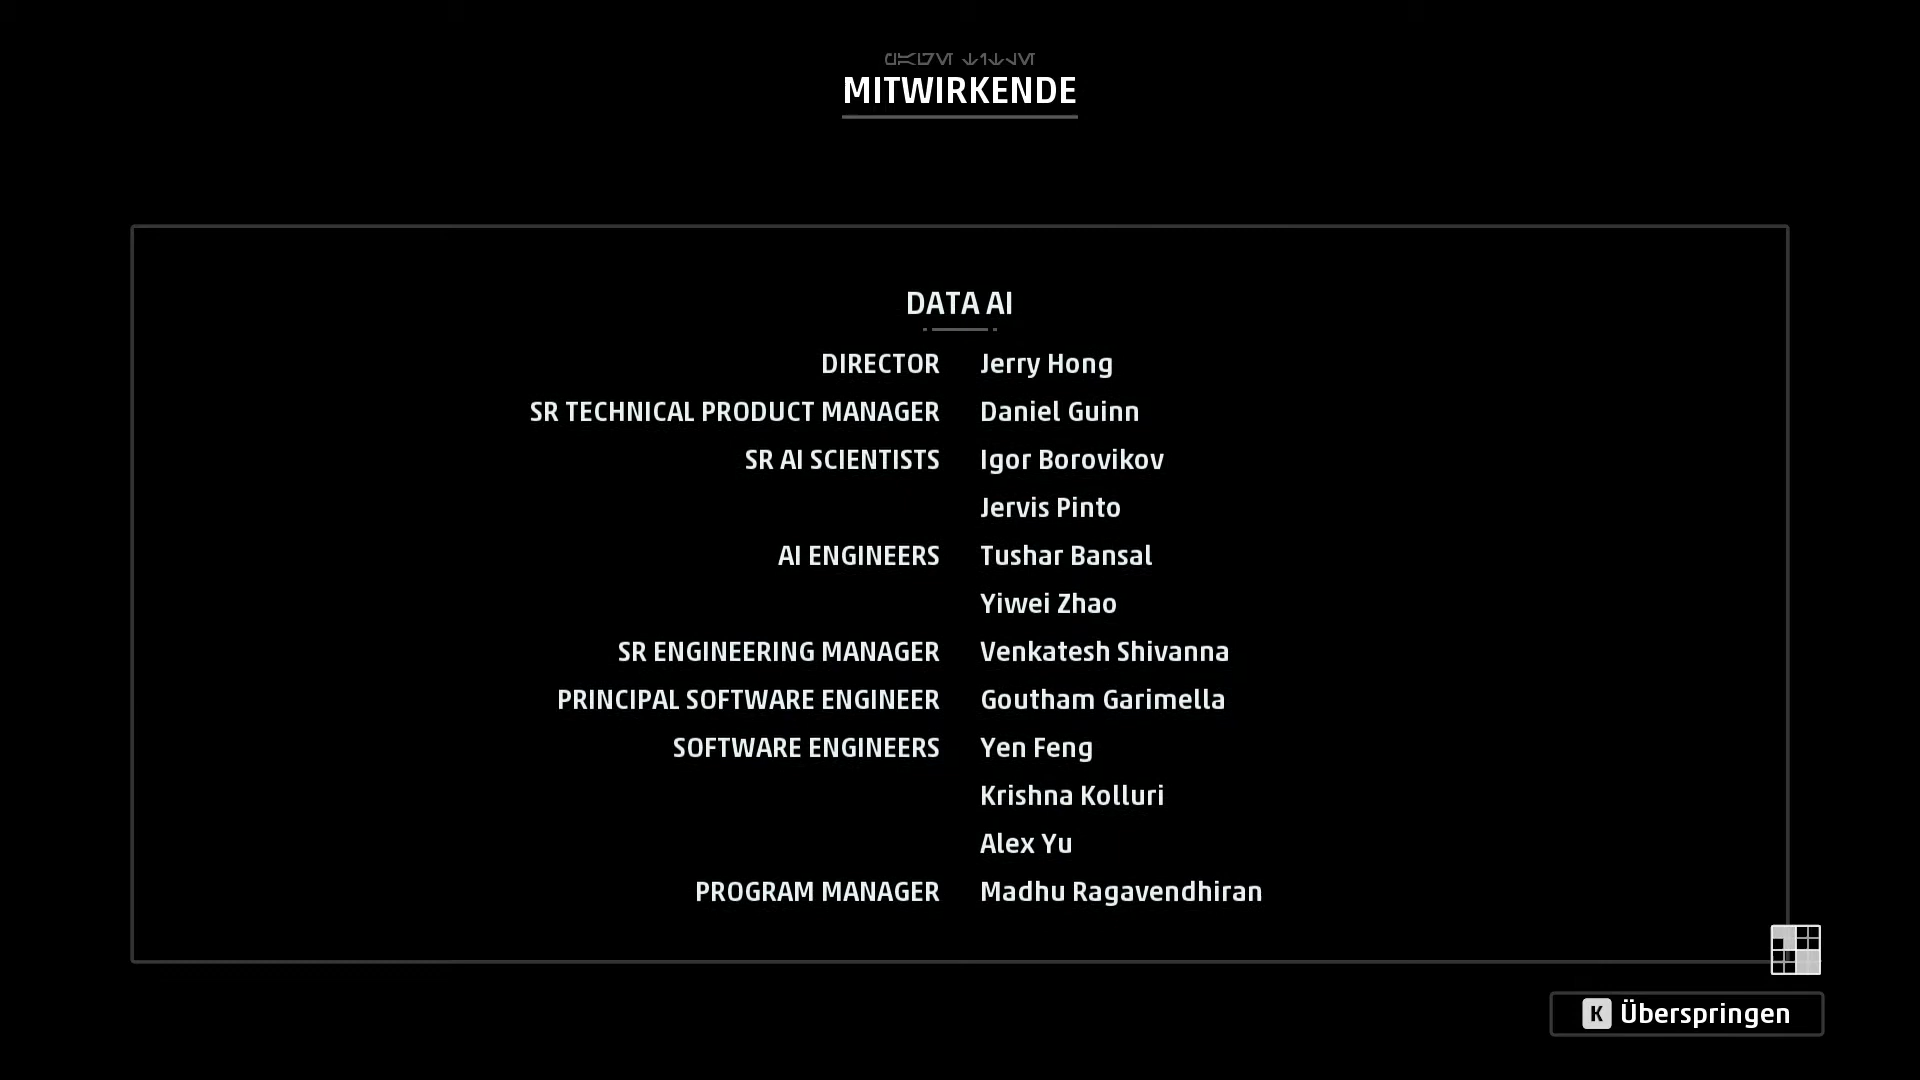 MITWIRKENDE
DATA AI
DIRECTOR Jerry Hong
SR TECHNICAL PRODUCT MANAGER Daniel Guinn
SR AI SCIENTISTS Igor Borovikov
Jervis Pinto
AI ENGINEERS Tushar Bansal
Yiwei Zhao
SR ENGINEERING MANAGER Venkatesh Shivanna
PRINCIPAL SOFTWARE ENGINEER Goutham Garimella
SOFTWARE ENGINEERS Yen Feng
Krishna Kolluri
Alex Yu
PROGRAM MANAGER Madhu Ragavendhiran
K Überspringen